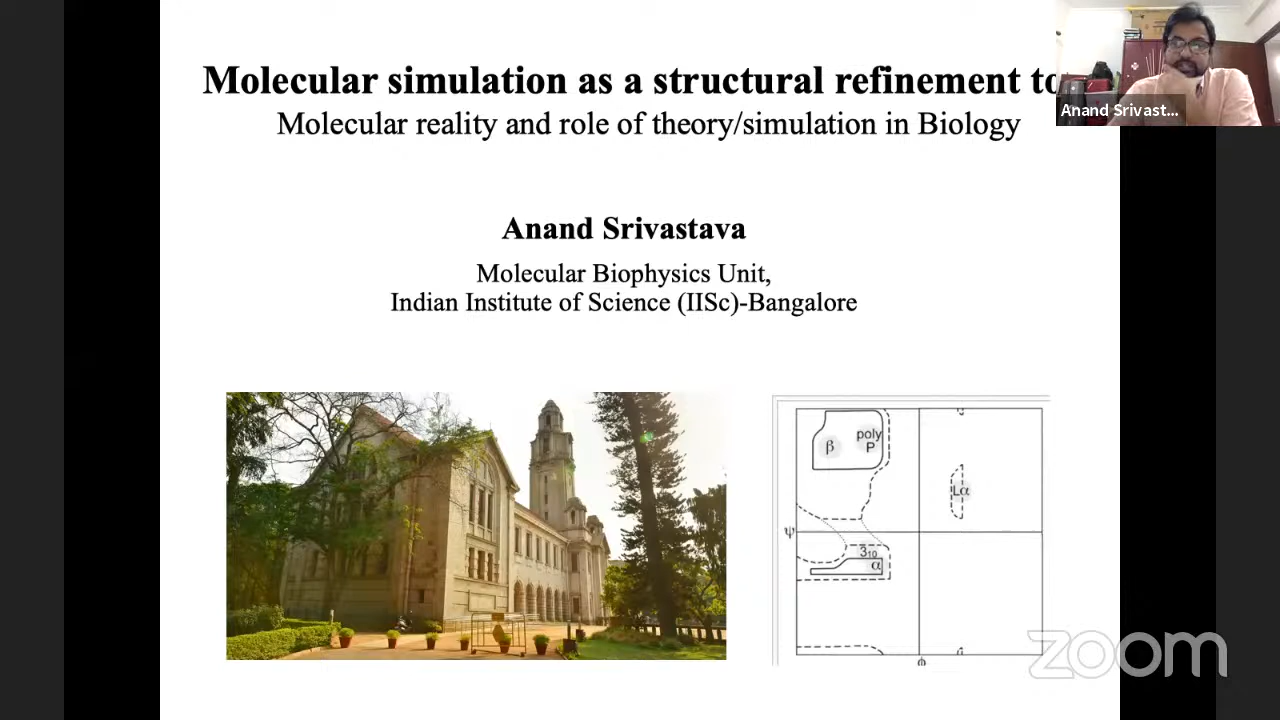 Molecular simulation as a structural refinement to
Molecular reality and role of theory/simulation in Biology
Anand Srivast...
Anand Srivastava
Molecular Biophysics Unit,
Indian Institute of Science (IISc)-Bangalore
β
poly
P
Lα
ψ
3₁₀
α
ϕ
zoom